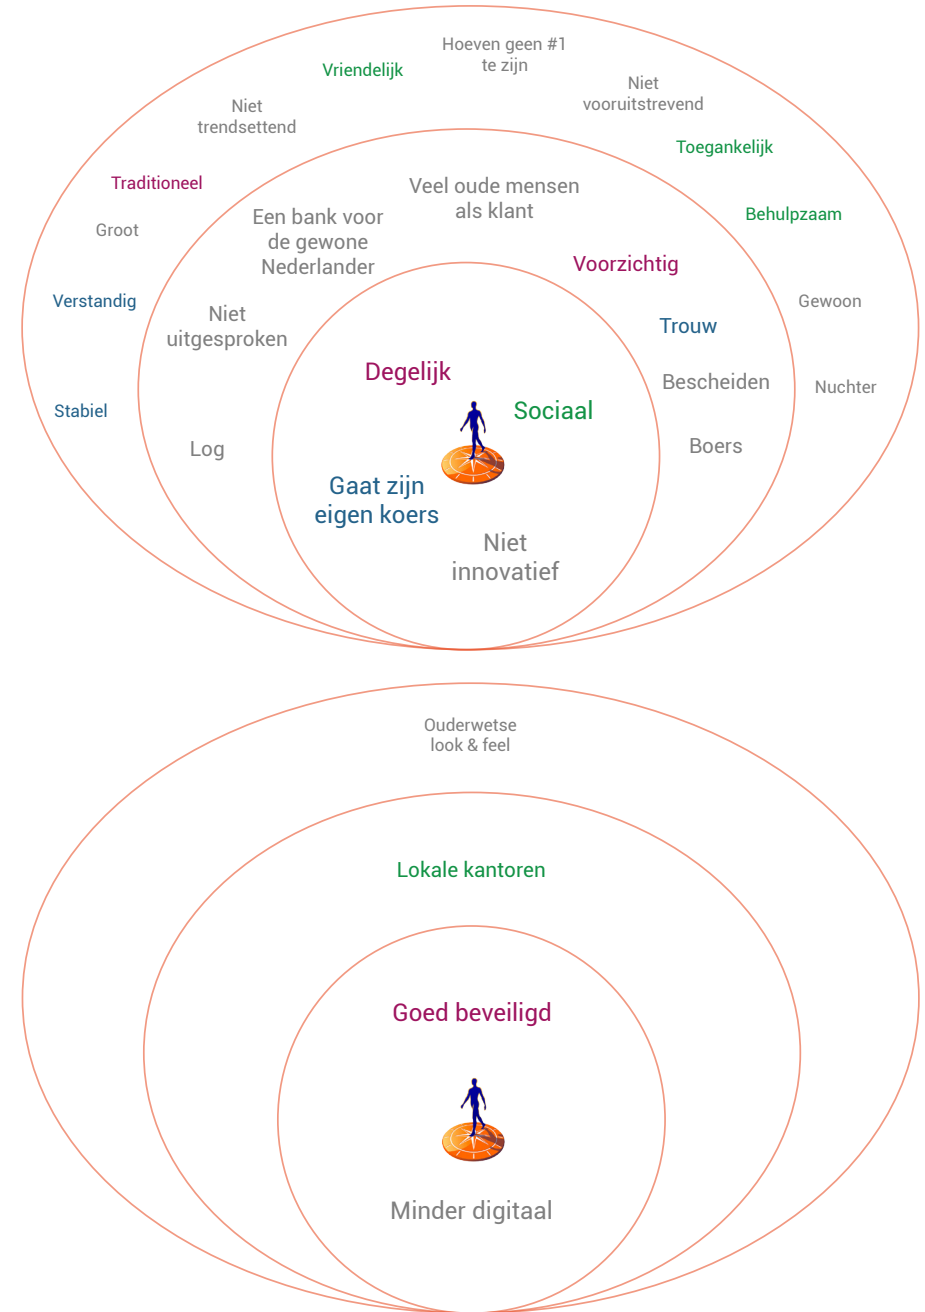 Hoeven geen #1
te zijn
Vriendelijk
Niet
vooruitstrevend
Niet
trendsettend
Toegankelijk
Traditioneel
Veel oude mensen
als klant
Een bank voor
de gewone
Nederlander
Behulpzaam
Groot
Voorzichtig
Verstandig
Niet
uitgesproken
Gewoon
Trouw
Degelijk
Bescheiden
Nuchter
Stabiel
Sociaal
Log
Boers
Gaat zijn
eigen koers
Niet
innovatief
Ouderwetse
look & feel
Lokale kantoren
Goed beveiligd
Minder digitaal